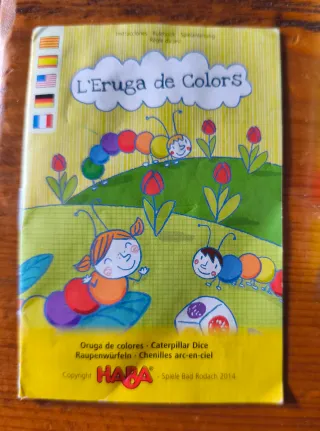 L'Eruga de Colors
Oruga de colores - Caterpillar Dice
Raupenwürfeln - Chenilles arc-en-ciel
Copyright HABA - Spiele Bad Rodach 2014